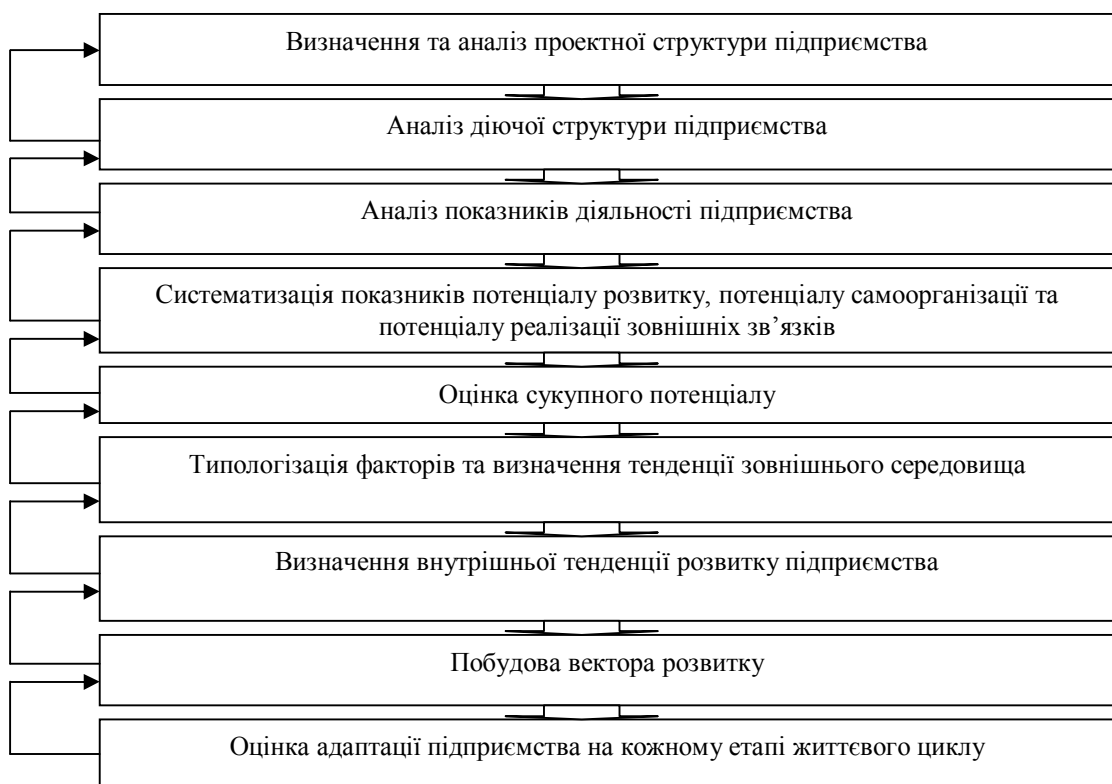 Визначення та аналіз проектної структури підприємства
Аналіз діючої структури підприємства
Аналіз показників діяльності підприємства
Систематизація показників потенціалу розвитку, потенціалу самоорганізації та
потенціалу реалізації зовнішніх зв’язків
Оцінка сукупного потенціалу
Типологізація факторів та визначення тенденції зовнішнього середовища
Визначення внутрішньої тенденції розвитку підприємства
Побудова вектора розвитку
Оцінка адаптації підприємства на кожному етапі життєвого циклу